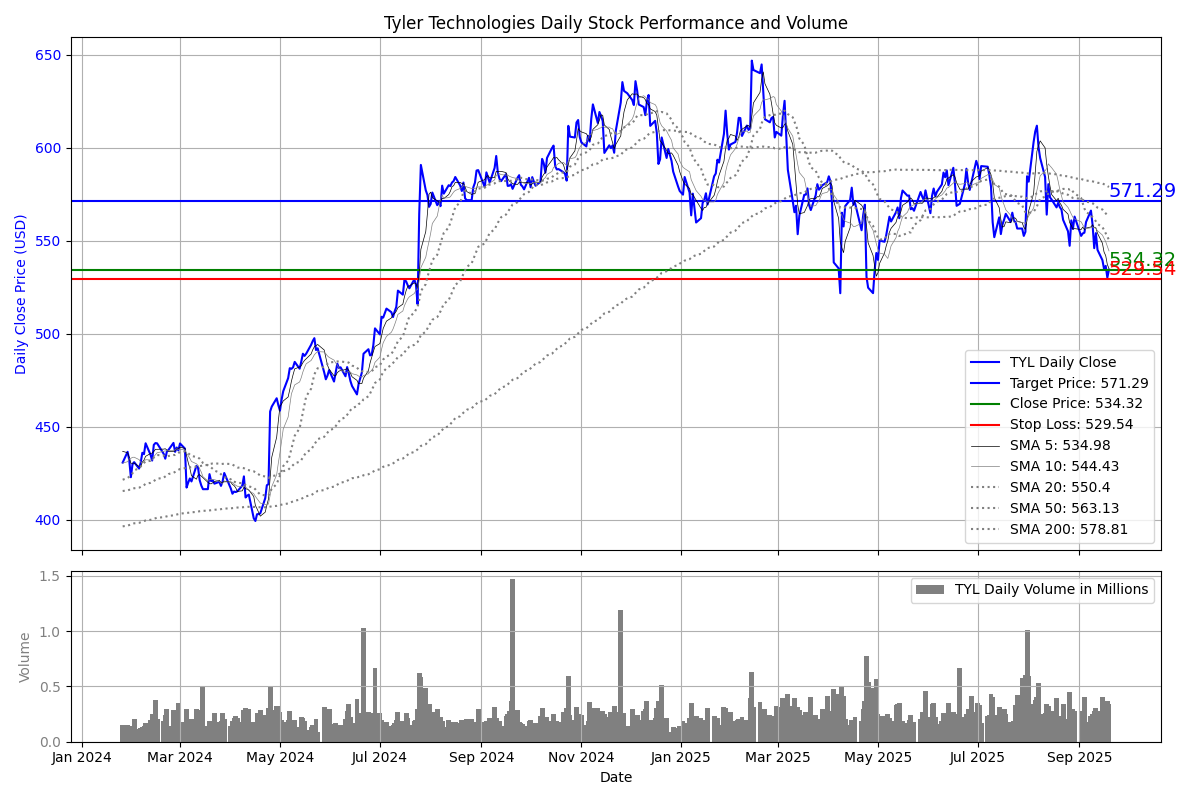 Tyler Technologies Daily Stock Performance and Volume
Daily Close Price (USD)
650
600
550
500
450
400
571.29
534.32
529.54
TYL Daily Close
Target Price: 571.29
Close Price: 534.32
Stop Loss: 529.54
SMA 5: 534.98
SMA 10: 544.43
SMA 20: 550.4
SMA 50: 563.13
SMA 200: 578.81
Volume
1.5
1.0
0.5
0.0
TYL Daily Volume in Millions
Jan 2024 Mar 2024 May 2024 Jul 2024 Sep 2024 Nov 2024 Jan 2025 Mar 2025 May 2025 Jul 2025 Sep 2025
Date